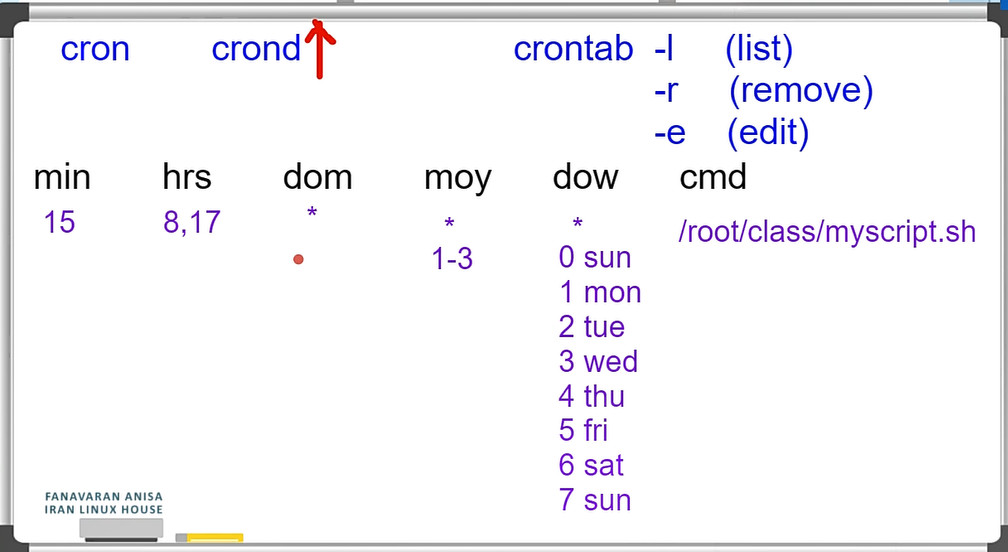 cron crond crontab -l (list)
-r (remove)
-e (edit)
min hrs dom moy dow cmd
15 8,17 * * * /root/class/myscript.sh
1-3 0 sun
1 mon
2 tue
3 wed
4 thu
5 fri
6 sat
7 sun
FANAVARAN ANISA
IRAN LINUX HOUSE